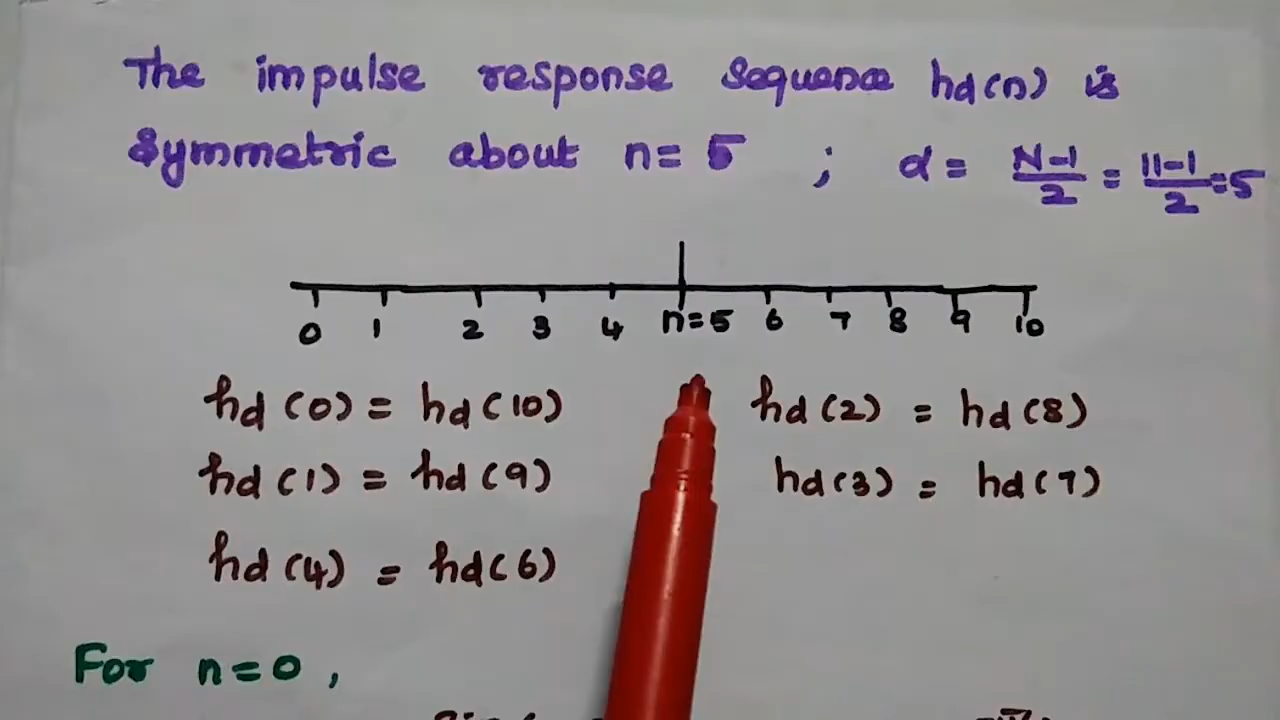 The impulse response sequence hd(n) is
symmetric about n = 5 ; α = N-1/2 = 11-1/2 = 5
0 1 2 3 4 n=5 6 7 8 9 10
hd(0) = hd(10) hd(2) = hd(8)
hd(1) = hd(9) hd(3) = hd(7)
hd(4) = hd(6)
For n=0,